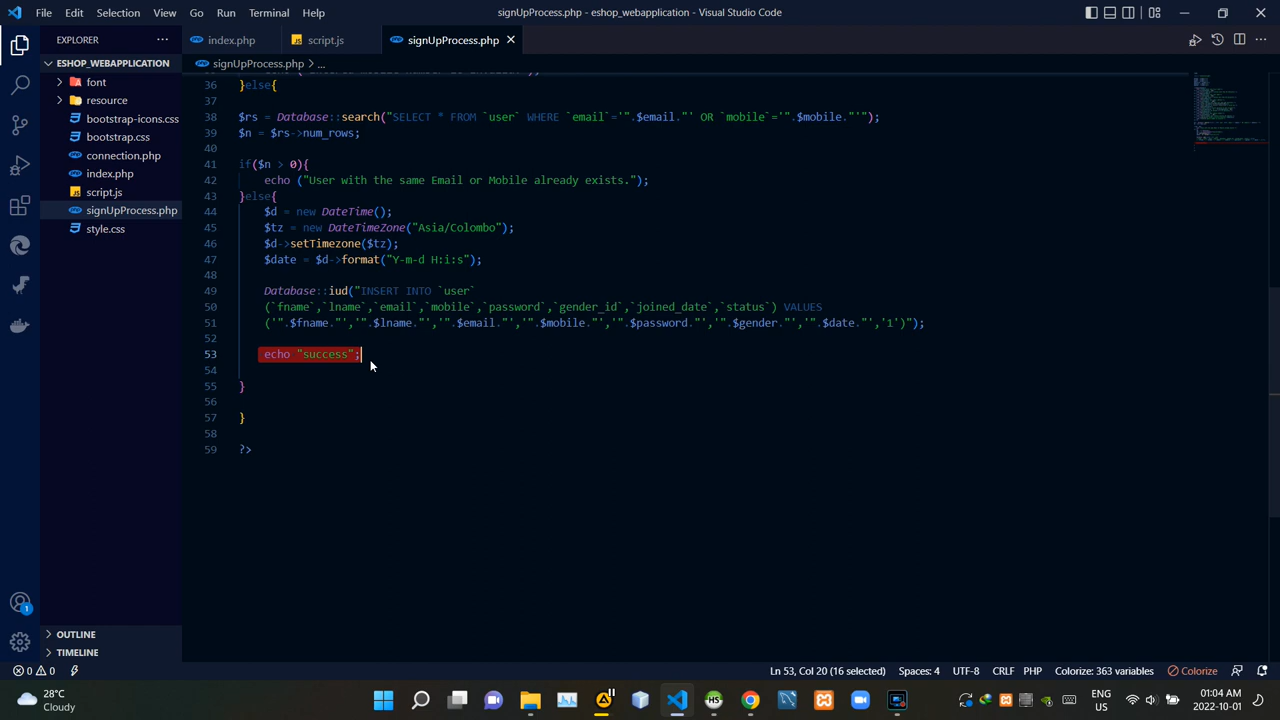 File Edit Selection View Go Run Terminal Help
signUpProcess.php - eshop_webapplication - Visual Studio Code
EXPLORER
index.php
script.js
signUpProcess.php
ESHOP_WEBAPPLICATION
signUpProcess.php > ...
font
resource
bootstrap-icons.css
bootstrap.css
connection.php
index.php
script.js
signUpProcess.php
style.css
36 }else{
37
38 $rs = Database::search("SELECT * FROM `user` WHERE `email`='".$email."' OR `mobile`='".$mobile."'");
39 $n = $rs->num_rows;
40
41 if($n > 0){
42 echo ("User with the same Email or Mobile already exists.");
43 }else{
44 $d = new DateTime();
45 $tz = new DateTimeZone("Asia/Colombo");
46 $d->setTimezone($tz);
47 $date = $d->format("Y-m-d H:i:s");
48
49 Database::iud("INSERT INTO `user`
50 (`fname`,`lname`,`email`,`mobile`,`password`,`gender_id`,`joined_date`,`status`) VALUES
51 ('".$fname."','".$lname."','".$email."','".$mobile."','".$password."','".$gender."','".$date."','1')");
52
53 echo "success";
54
55 }
56
57 }
58
59 ?>
OUTLINE
TIMELINE
1
0 0
Ln 53, Col 20 (16 selected) Spaces: 4 UTF-8 CRLF PHP Colorize: 363 variables Colorize
28°C
Cloudy
HS
ENG
US
01:04 AM
2022-10-01